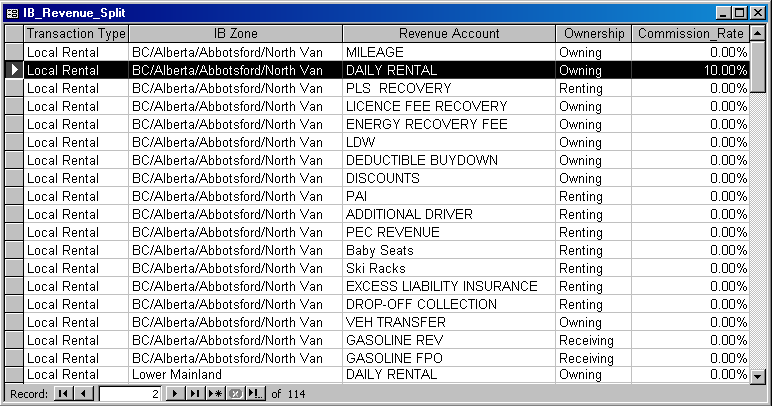 IB_Revenue_Split
Transaction Type IB Zone Revenue Account Ownership Commission_Rate
Local Rental BC/Alberta/Abbotsford/North Van MILEAGE Owning 0.00%
Local Rental BC/Alberta/Abbotsford/North Van DAILY RENTAL Owning 10.00%
Local Rental BC/Alberta/Abbotsford/North Van PLS RECOVERY Renting 0.00%
Local Rental BC/Alberta/Abbotsford/North Van LICENCE FEE RECOVERY Owning 0.00%
Local Rental BC/Alberta/Abbotsford/North Van ENERGY RECOVERY FEE Owning 0.00%
Local Rental BC/Alberta/Abbotsford/North Van LDW Owning 0.00%
Local Rental BC/Alberta/Abbotsford/North Van DEDUCTIBLE BUYDOWN Owning 0.00%
Local Rental BC/Alberta/Abbotsford/North Van DISCOUNTS Owning 0.00%
Local Rental BC/Alberta/Abbotsford/North Van PAI Renting 0.00%
Local Rental BC/Alberta/Abbotsford/North Van ADDITIONAL DRIVER Renting 0.00%
Local Rental BC/Alberta/Abbotsford/North Van PEC REVENUE Renting 0.00%
Local Rental BC/Alberta/Abbotsford/North Van Baby Seats Renting 0.00%
Local Rental BC/Alberta/Abbotsford/North Van Ski Racks Renting 0.00%
Local Rental BC/Alberta/Abbotsford/North Van EXCESS LIABILITY INSURANCE Renting 0.00%
Local Rental BC/Alberta/Abbotsford/North Van DROP-OFF COLLECTION Renting 0.00%
Local Rental BC/Alberta/Abbotsford/North Van VEH TRANSFER Owning 0.00%
Local Rental BC/Alberta/Abbotsford/North Van GASOLINE REV Receiving 0.00%
Local Rental BC/Alberta/Abbotsford/North Van GASOLINE FPO Receiving 0.00%
Local Rental Lower Mainland DAILY RENTAL Owning 0.00%
Record: 2 of 114